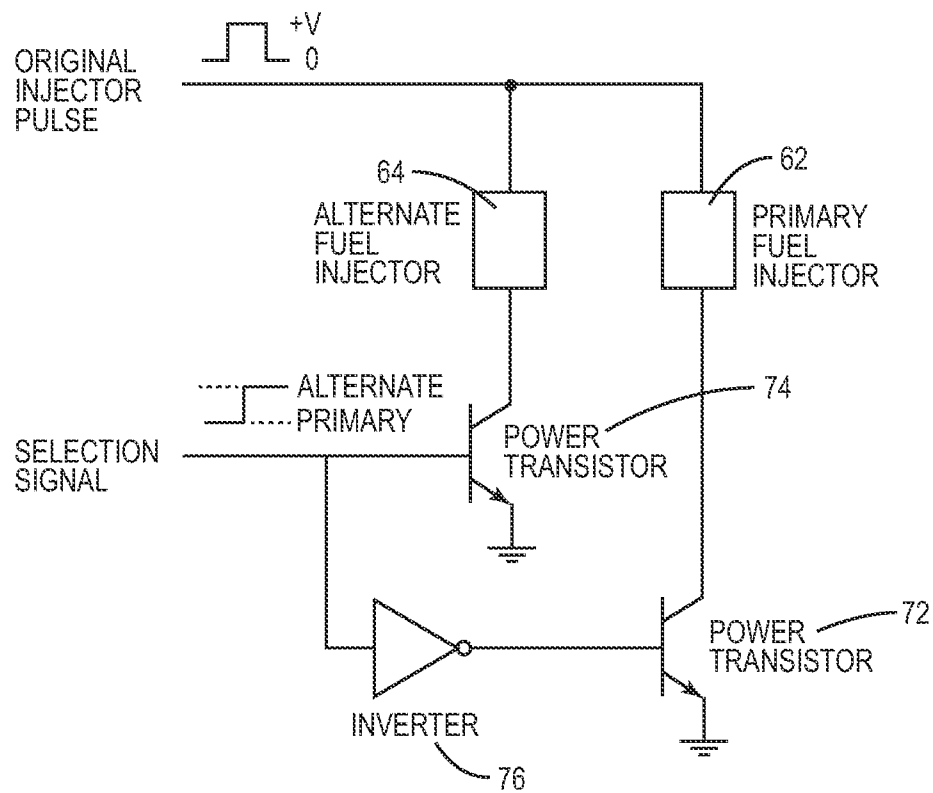 +V
0
ORIGINAL
INJECTOR
PULSE
64
62
ALTERNATE
FUEL
INJECTOR
PRIMARY
FUEL
INJECTOR
ALTERNATE
PRIMARY
74
SELECTION
SIGNAL
POWER
TRANSISTOR
72
POWER
TRANSISTOR
INVERTER
76